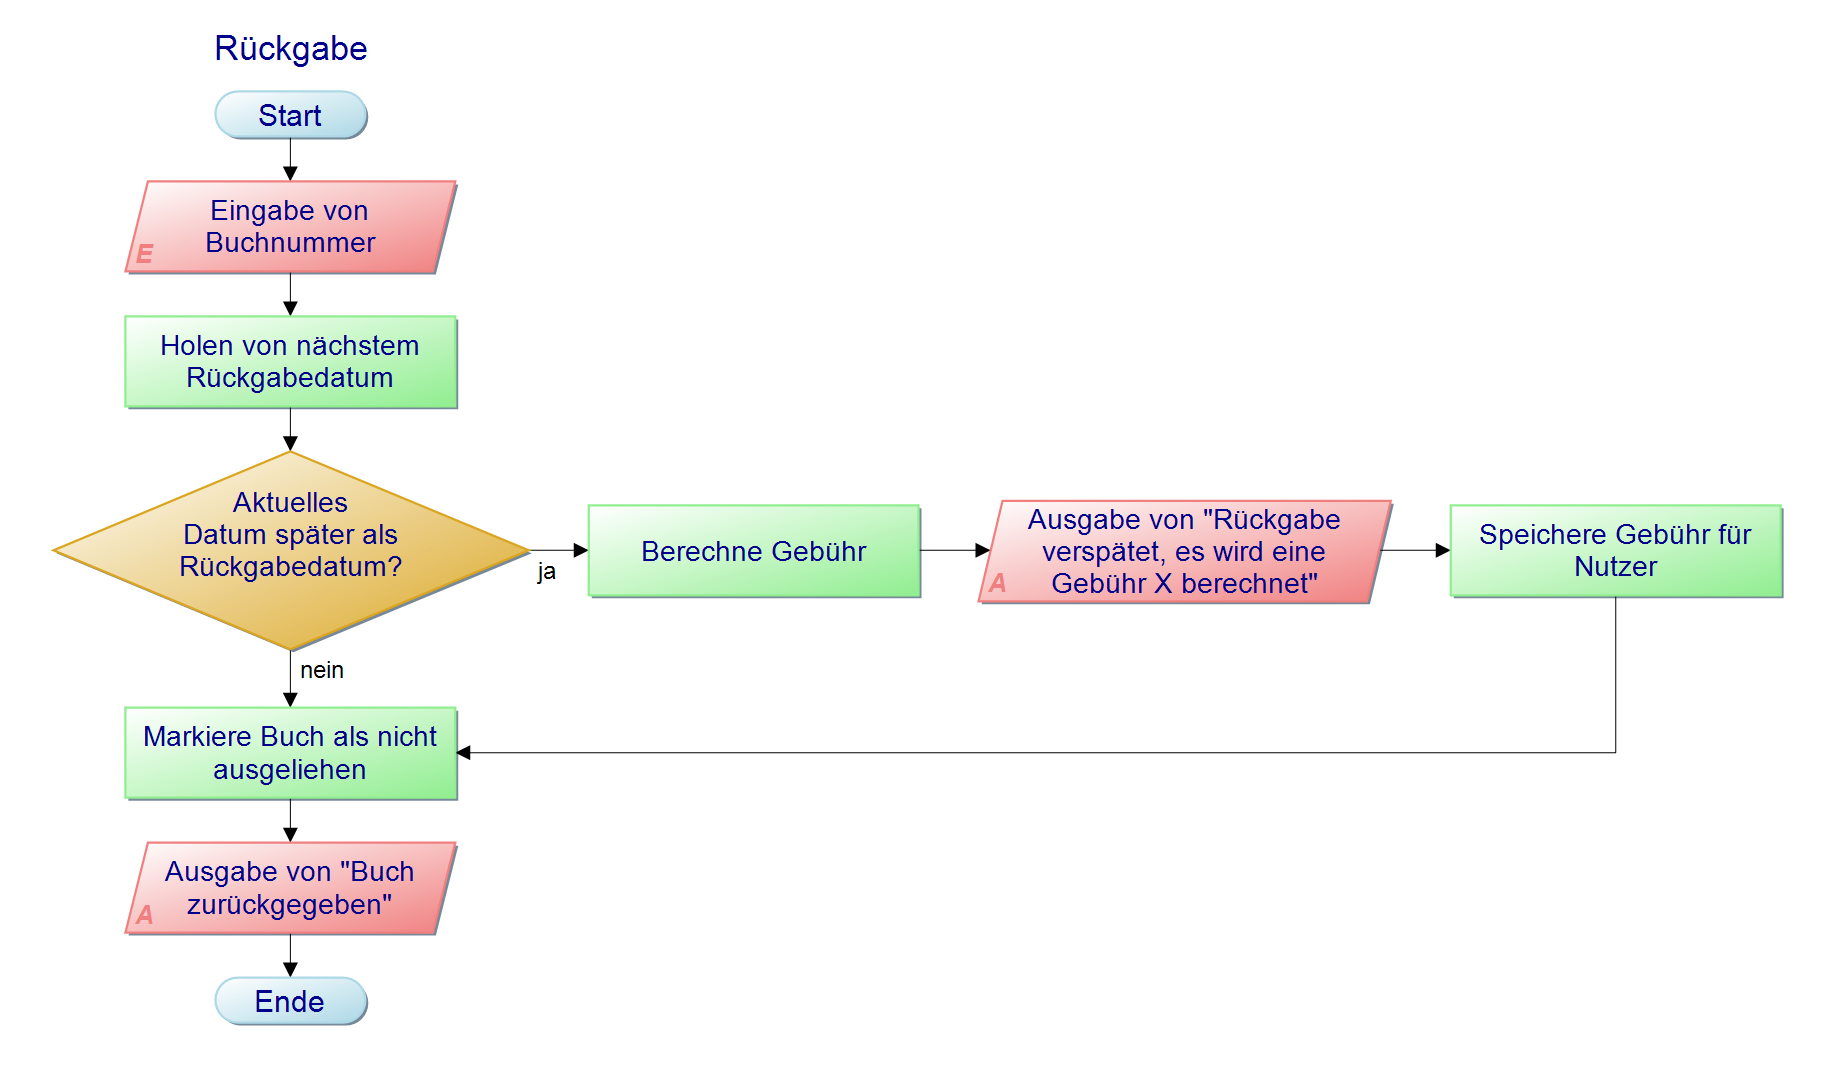 Rückgabe
Start
Eingabe von
Buchnummer
E
Holen von nächstem
Rückgabedatum
Aktuelles
Datum später als
Rückgabedatum?
ja
Berechne Gebühr
Ausgabe von "Rückgabe
verspätet, es wird eine
Gebühr X berechnet"
A
Speichere Gebühr für
Nutzer
nein
Markiere Buch als nicht
ausgeliehen
Ausgabe von "Buch
zurückgegeben"
A
Ende